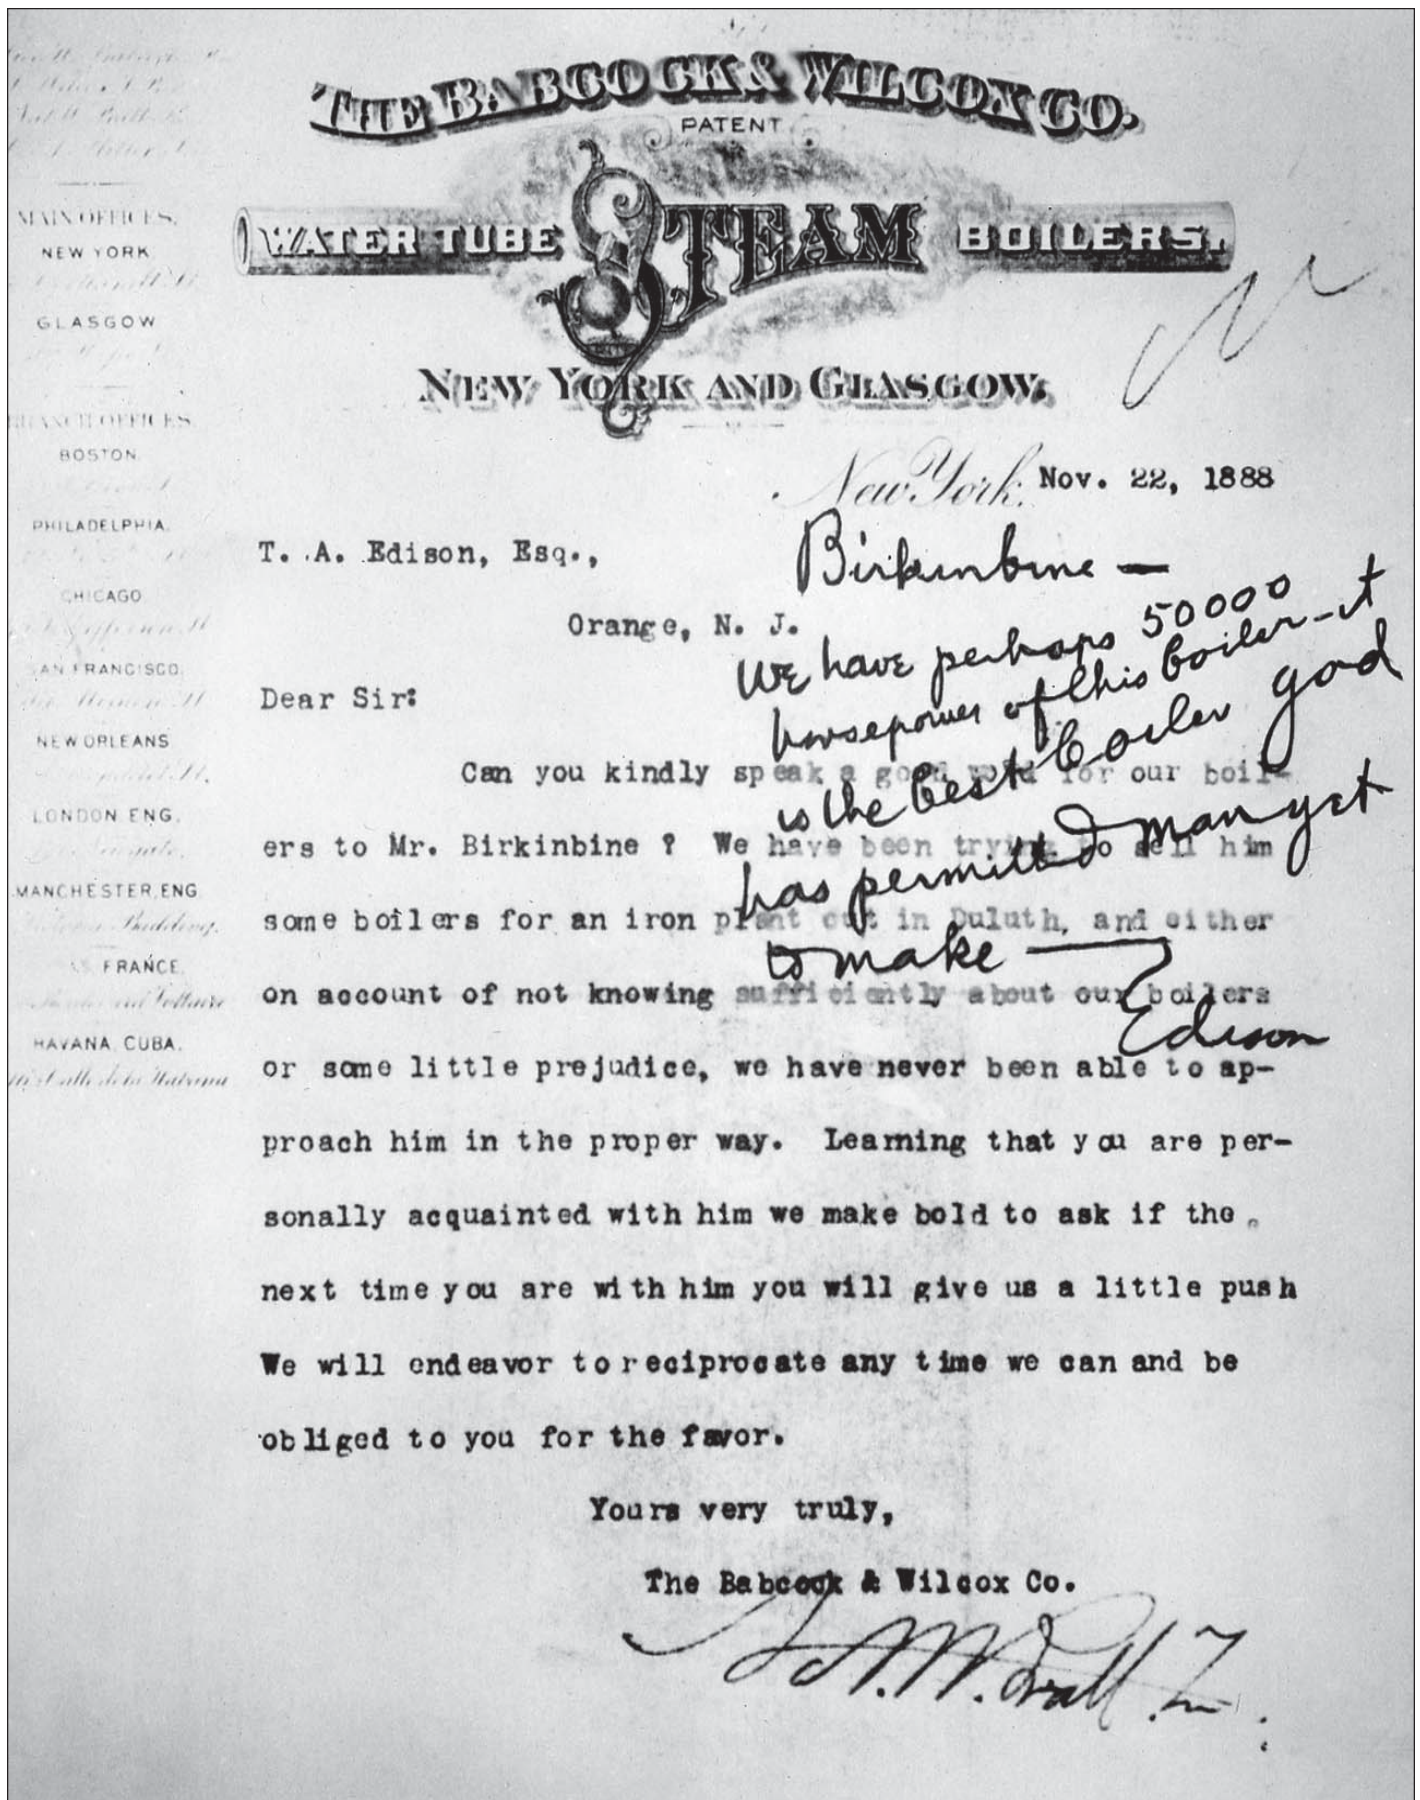 THE BABCOCK & WILCOX CO.
PATENT
WATER TUBE STEAM BOILERS.
NEW YORK AND GLASGOW.
MAIN OFFICES.
NEW YORK
GLASGOW
BRANCH OFFICES
BOSTON.
PHILADELPHIA.
CHICAGO
SAN FRANCISCO.
NEW ORLEANS
LONDON ENG.
MANCHESTER, ENG.
Building.
FRANCE.
Voltaire
HAVANA, CUBA.
New York, Nov. 22, 1888
T. A. Edison, Esq.,
Orange, N. J.
Dear Sir:
Can you kindly speak a good word for our boil-
ers to Mr. Birkinbine ? We have been trying to sell him
some boilers for an iron plant out in Duluth, and either
on account of not knowing sufficiently about our boilers
or some little prejudice, we have never been able to ap-
proach him in the proper way. Learning that you are per-
sonally acquainted with him we make bold to ask if the
next time you are with him you will give us a little push
We will endeavor to reciprocate any time we can and be
obliged to you for the favor.
Yours very truly,
The Babcock & Wilcox Co.
Birkinbine —
We have perhaps 50000
horsepower of this boiler - it
is the best boiler god
has permitted man yet
to make —
Edison